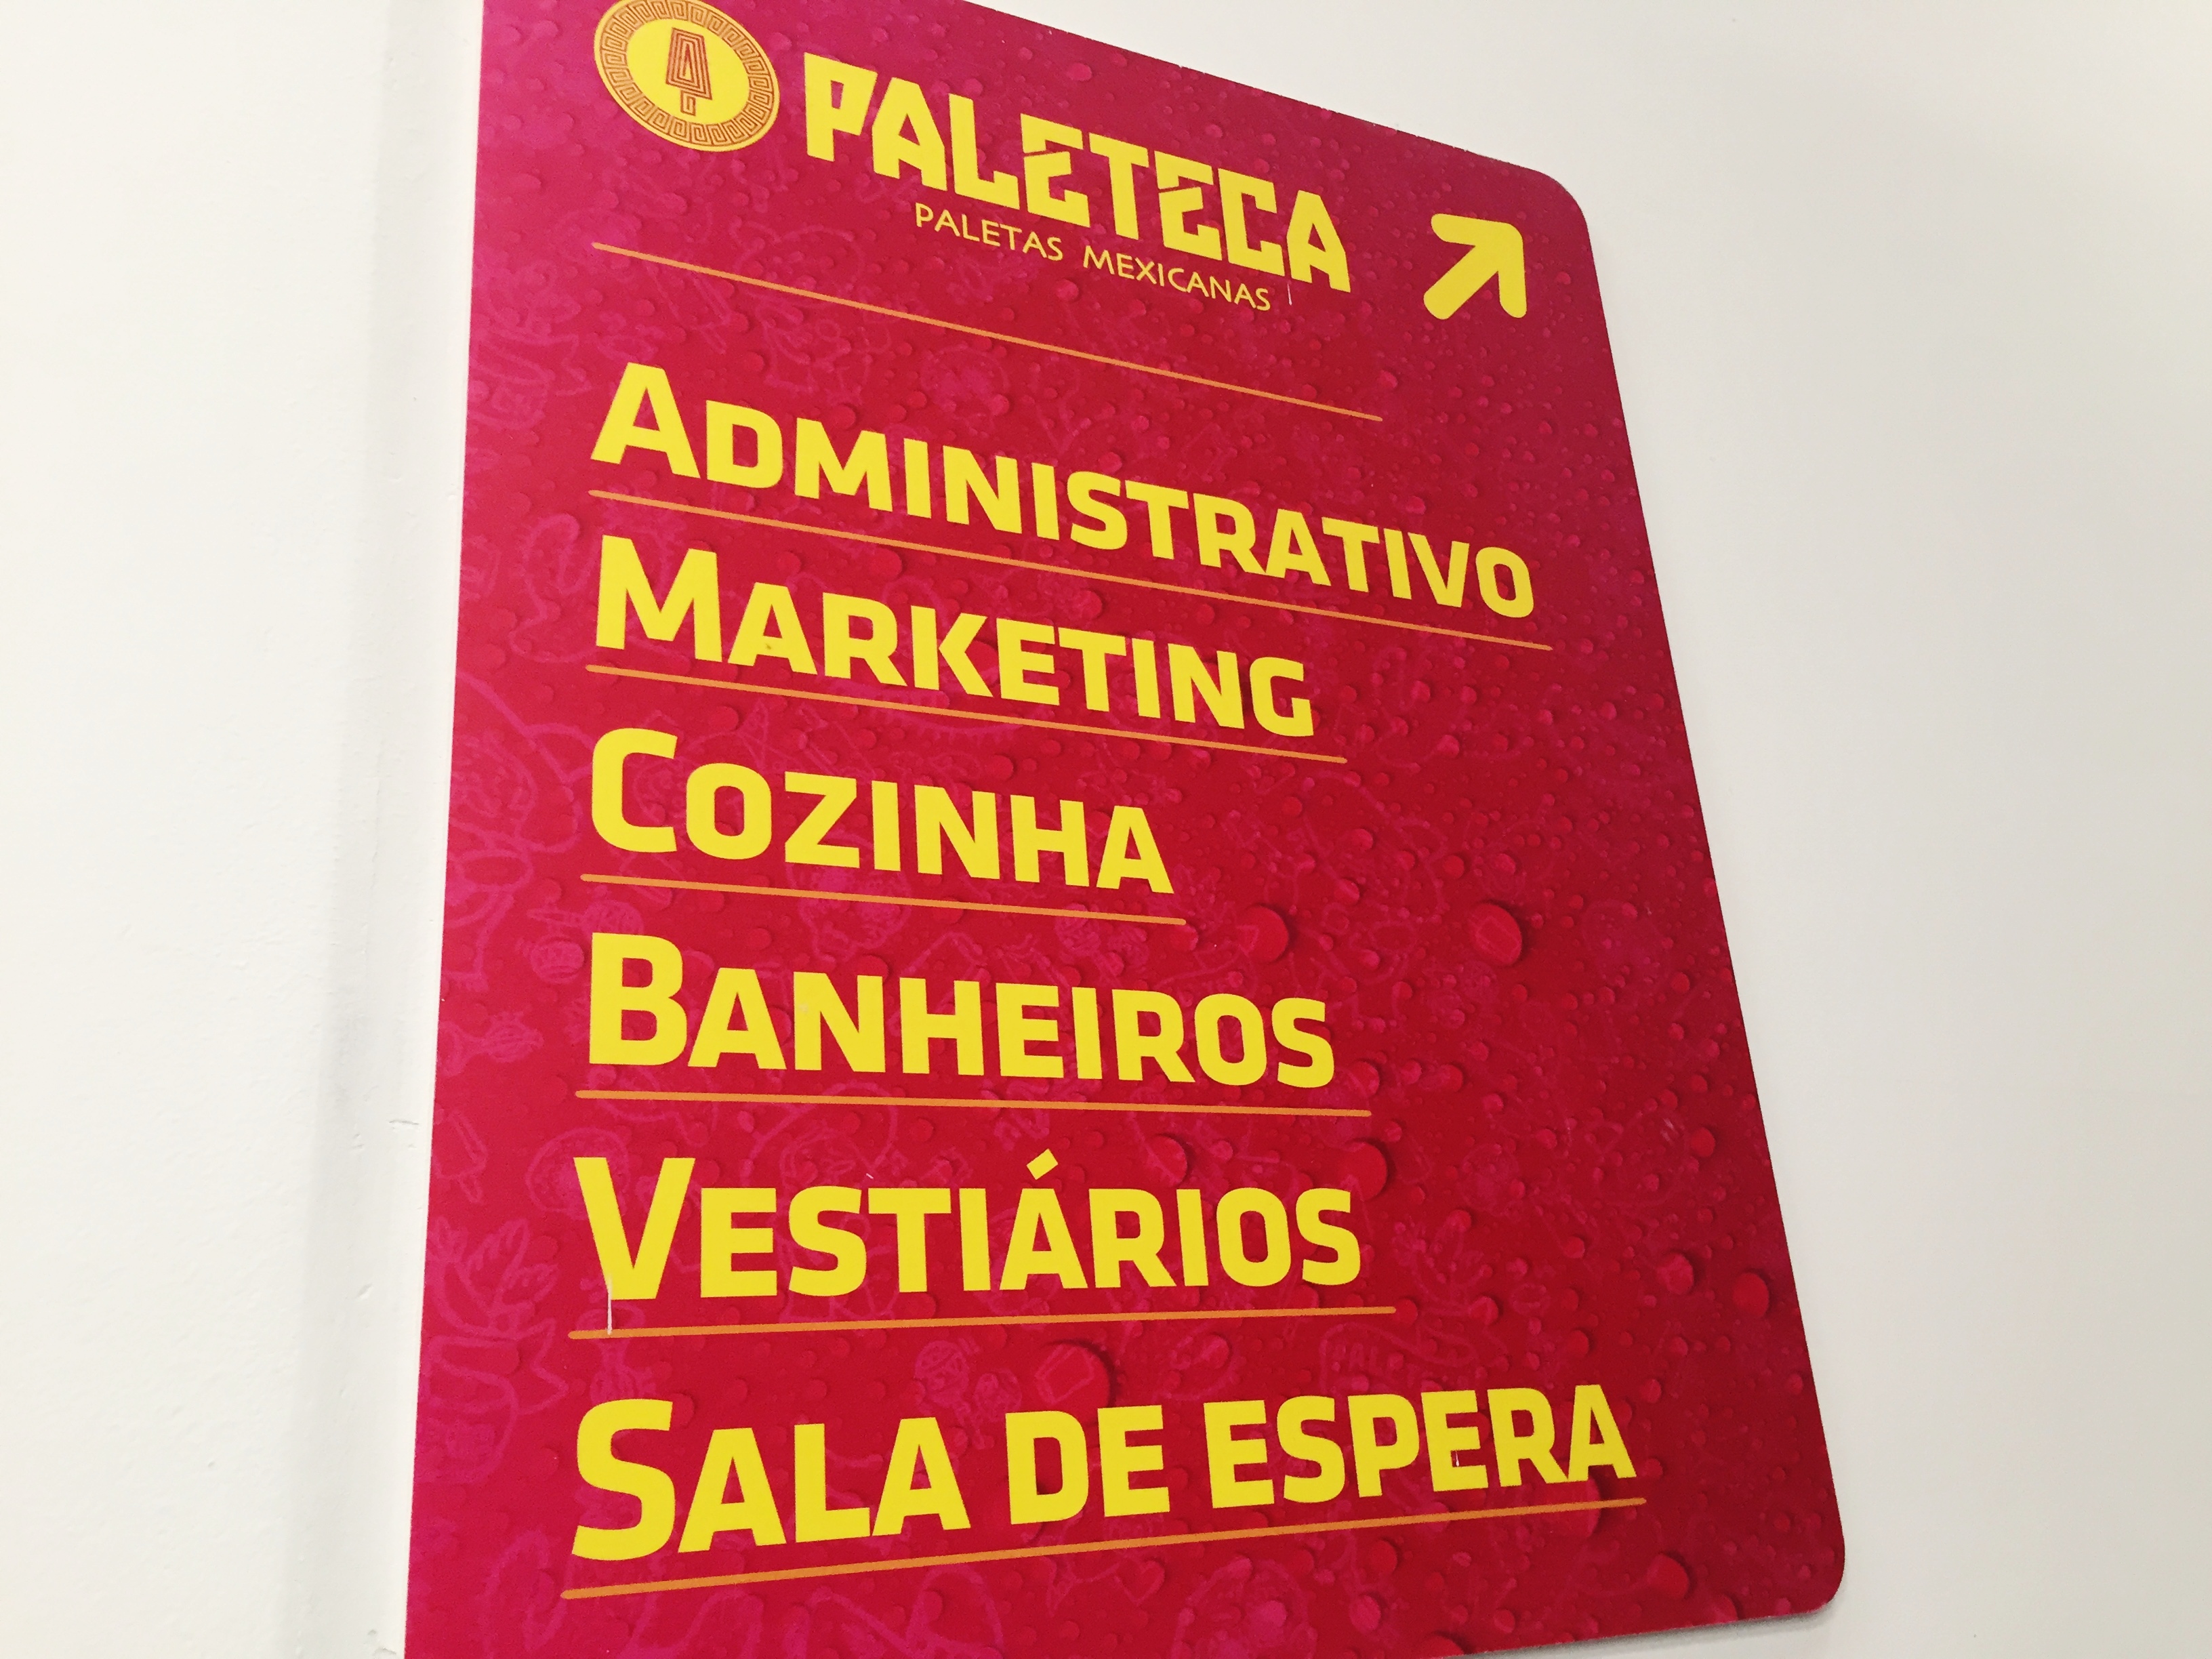 PALETECA
PALETAS MEXICANAS
ADMINISTRATIVO
MARKETING
COZINHA
BANHEIROS
VESTIÁRIOS
SALA DE ESPERA